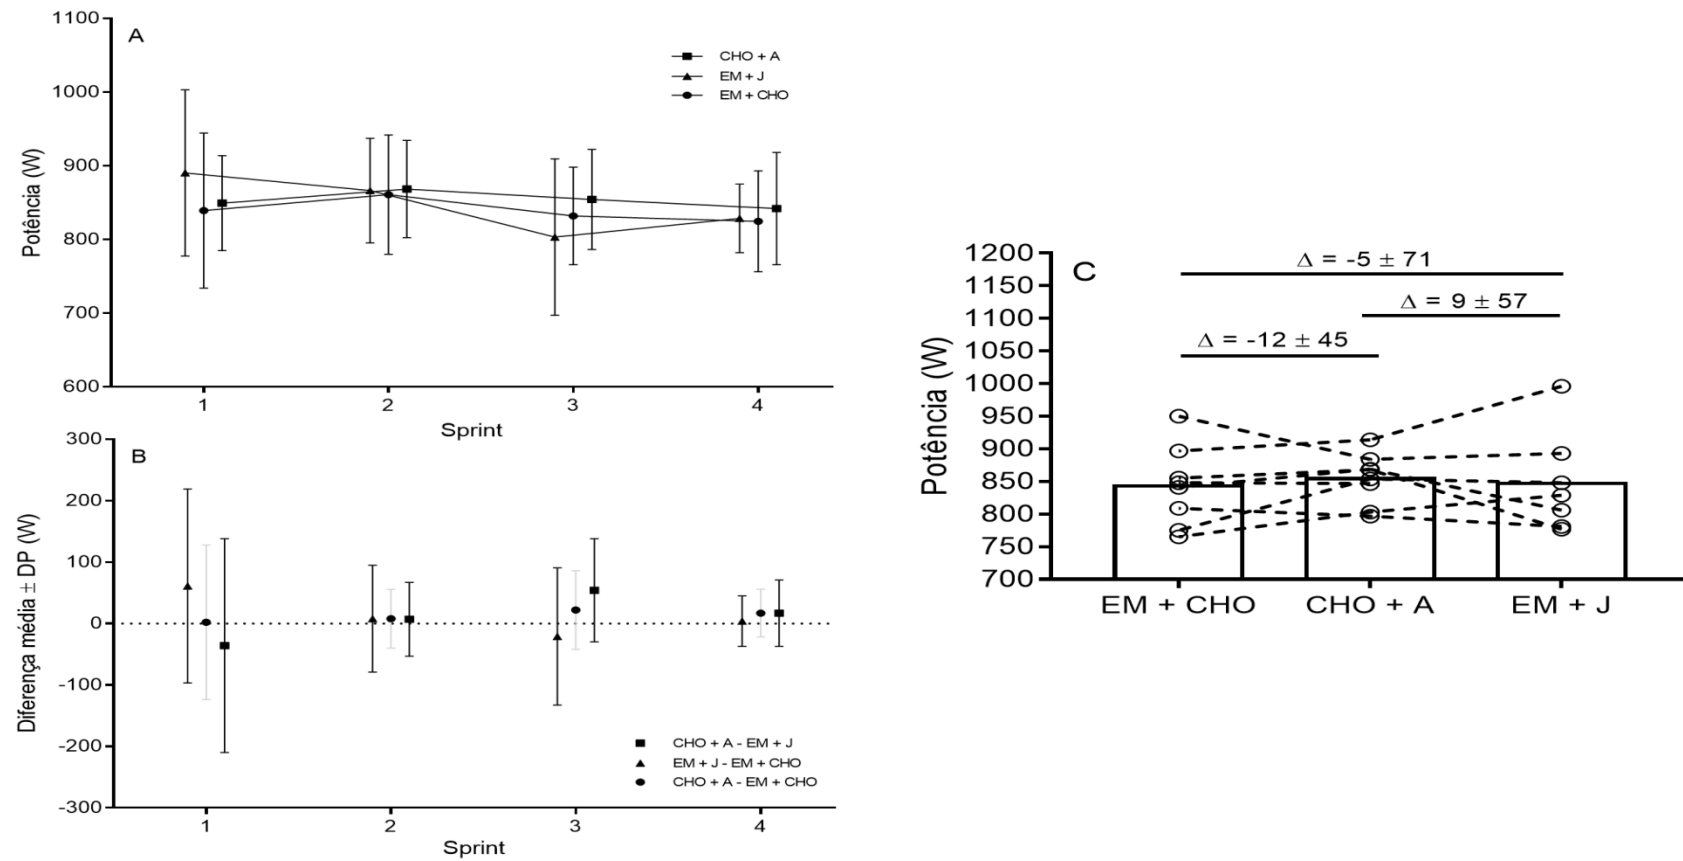 A
CHO + A
EM + J
EM + CHO
Potência (W)
1100
1000
900
800
700
600
1
2
3
4
Sprint
B
Diferença média ± DP (W)
300
200
100
0
-100
-200
-300
CHO + A - EM + J
EM + J - EM + CHO
CHO + A - EM + CHO
1
2
3
4
Sprint
C
Potência (W)
1200
1150
1100
1050
1000
950
900
850
800
750
700
Δ = -5 ± 71
Δ = 9 ± 57
Δ = -12 ± 45
EM + CHO
CHO + A
EM + J